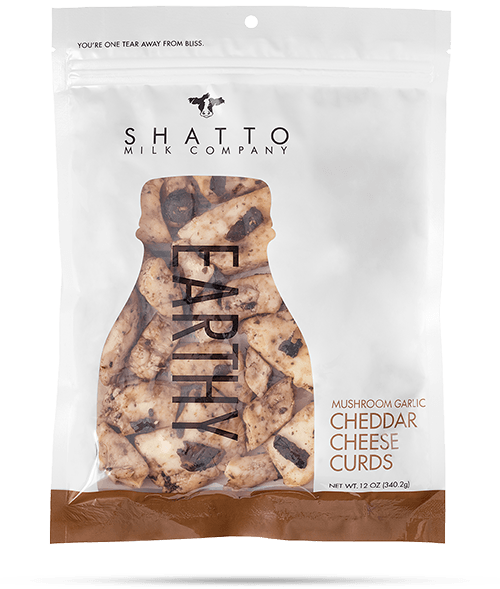 YOU'RE ONE TEAR AWAY FROM BLISS.
SHATTO
MILK COMPANY
EARTHY
MUSHROOM GARLIC
CHEDDAR
CHEESE
CURDS
NET WT. 12 OZ (340.2g)